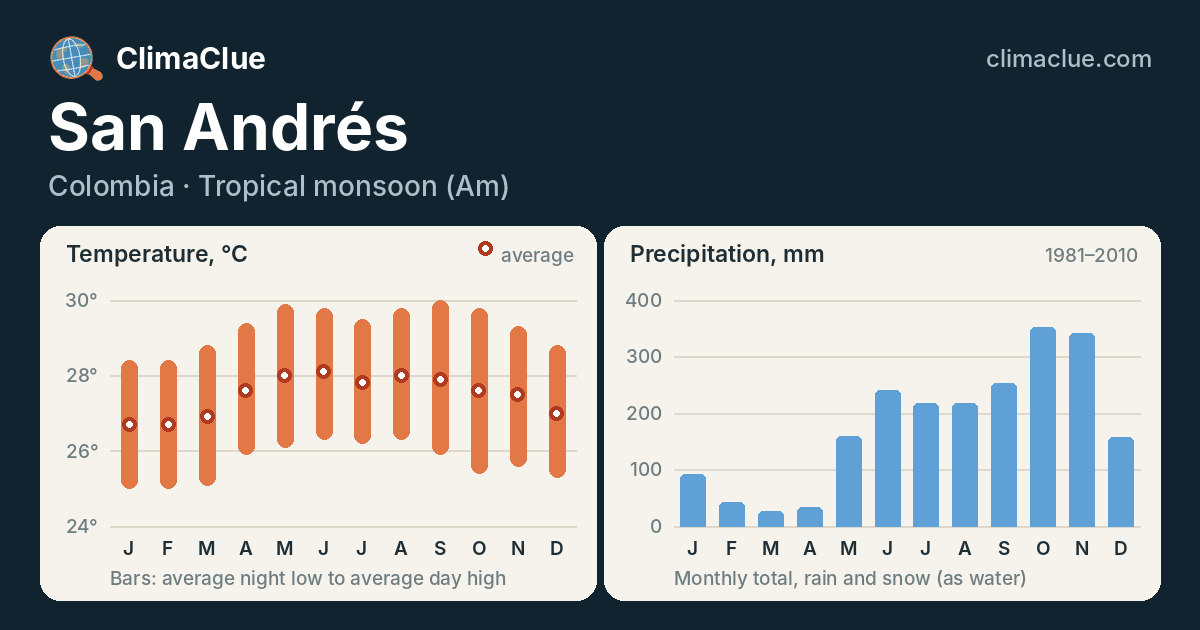 ClimaClue
climaclue.com
San Andrés
Colombia · Tropical monsoon (Am)
Temperature, °C
average
30°
28°
26°
24°
J F M A M J J A S O N D
Bars: average night low to average day high
Precipitation, mm
1981–2010
400
300
200
100
0
J F M A M J J A S O N D
Monthly total, rain and snow (as water)